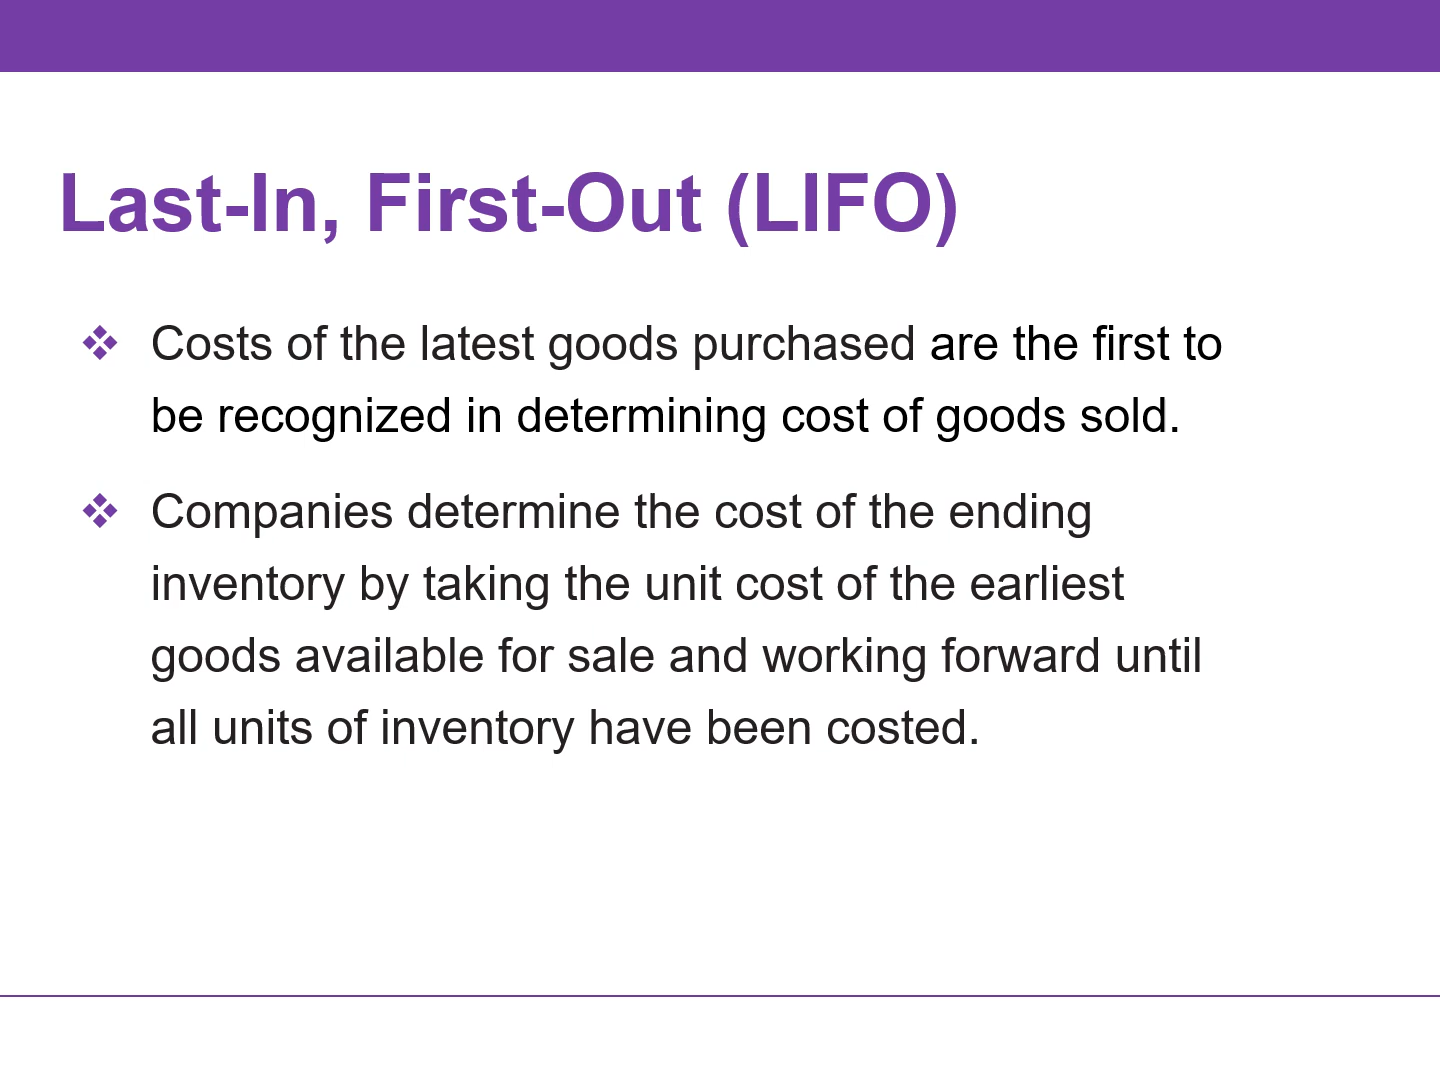 Last-In, First-Out (LIFO)
❖ Costs of the latest goods purchased are the first to
be recognized in determining cost of goods sold.
❖ Companies determine the cost of the ending
inventory by taking the unit cost of the earliest
goods available for sale and working forward until
all units of inventory have been costed.